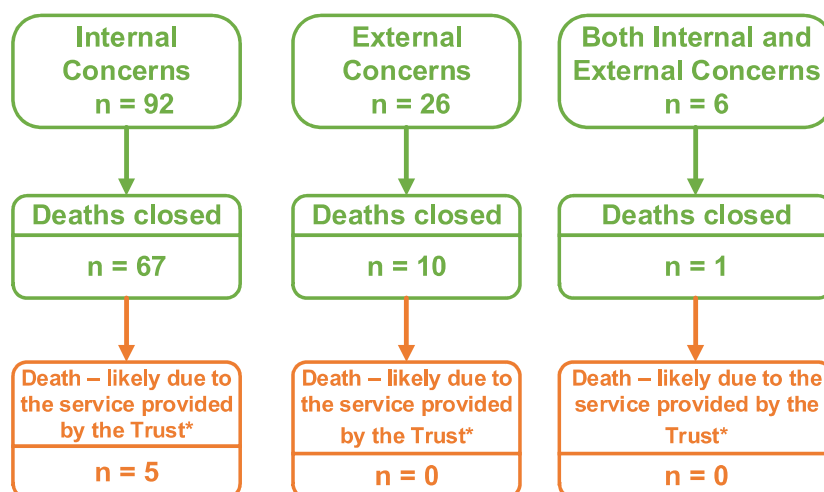 Internal
Concerns
n = 92
External
Concerns
n = 26
Both Internal and
External Concerns
n = 6
Deaths closed
n = 67
Deaths closed
n = 10
Deaths closed
n = 1
Death – likely due to
the service provided
by the Trust*
n = 5
Death – likely due to
the service provided
by the Trust*
n = 0
Death – likely due to the
service provided by the
Trust*
n = 0